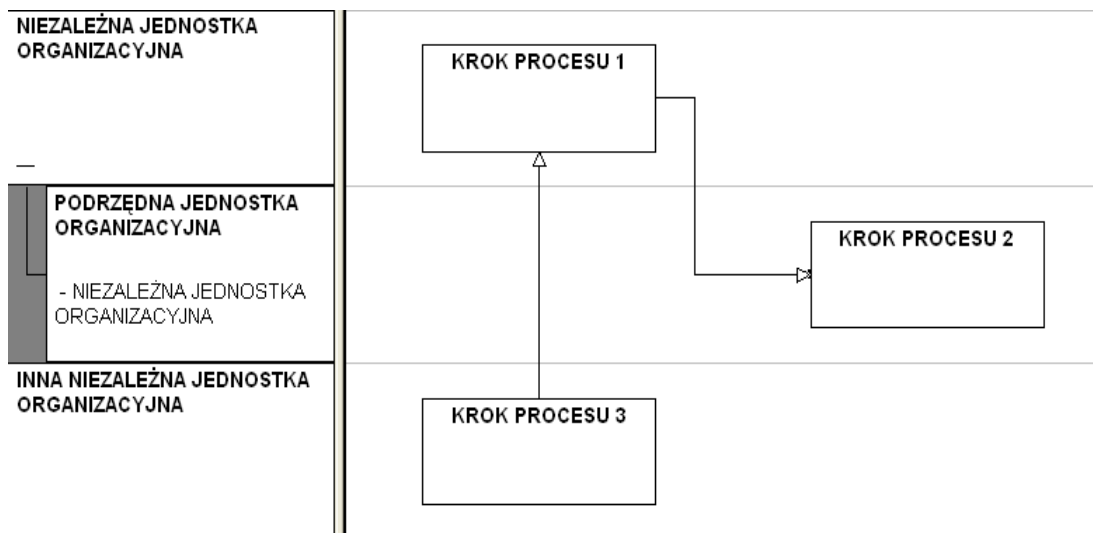 NIEZALEŻNA JEDNOSTKA
ORGANIZACYJNA
KROK PROCESU 1
PODRZĘDNA JEDNOSTKA
ORGANIZACYJNA
- NIEZALEŻNA JEDNOSTKA
ORGANIZACYJNA
KROK PROCESU 2
INNA NIEZALEŻNA JEDNOSTKA
ORGANIZACYJNA
KROK PROCESU 3